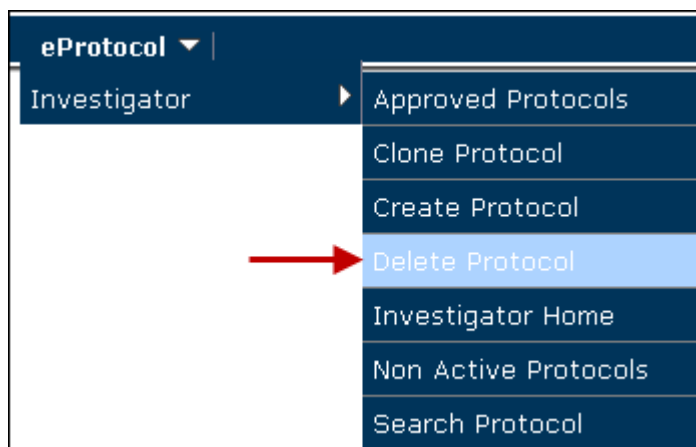 eProtocol
Investigator
Approved Protocols
Clone Protocol
Create Protocol
Delete Protocol
Investigator Home
Non Active Protocols
Search Protocol